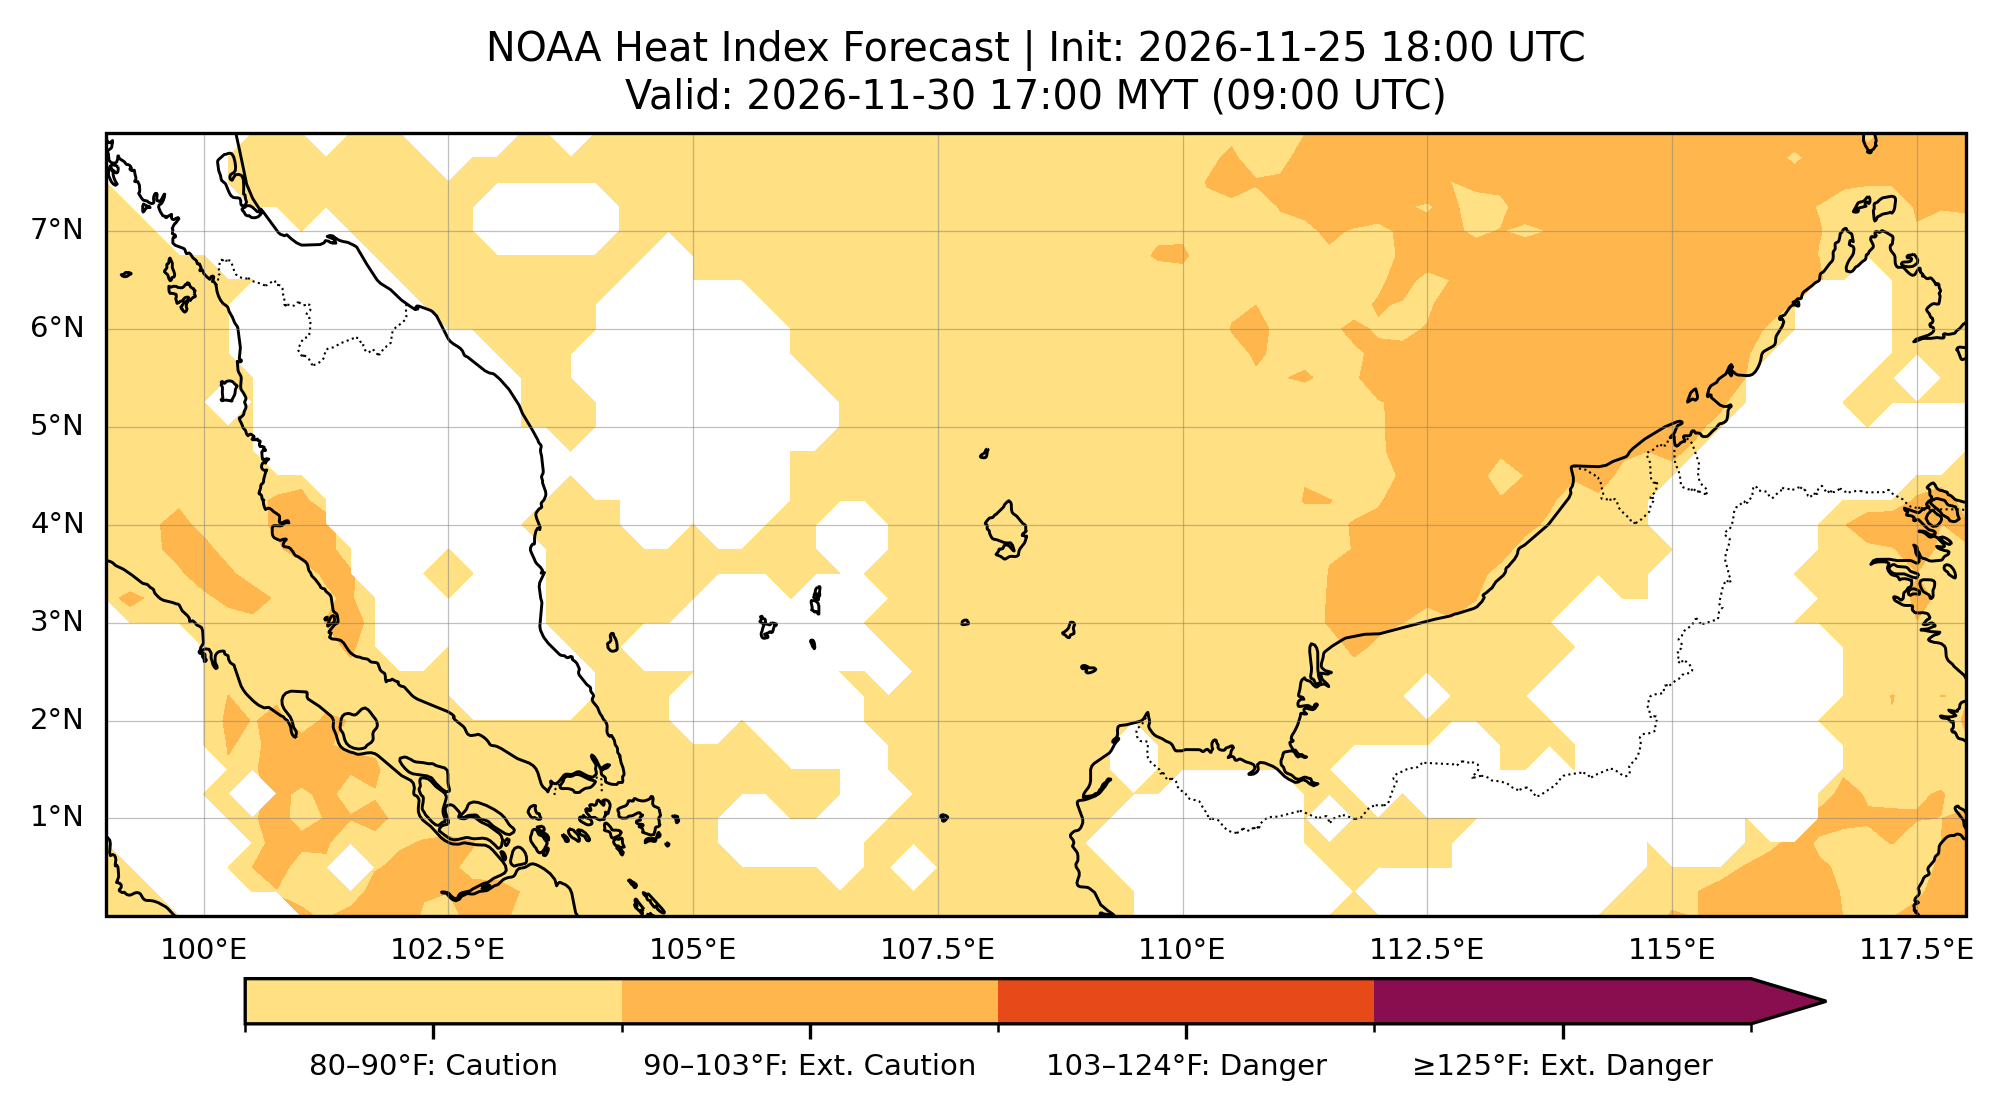 NOAA Heat Index Forecast | Init: 2026-11-25 18:00 UTC
Valid: 2026-11-30 17:00 MYT (09:00 UTC)
7°N
6°N
5°N
4°N
3°N
2°N
1°N
100°E 102.5°E 105°E 107.5°E 110°E 112.5°E 115°E 117.5°E
80–90°F: Caution 90–103°F: Ext. Caution 103–124°F: Danger ≥125°F: Ext. Danger